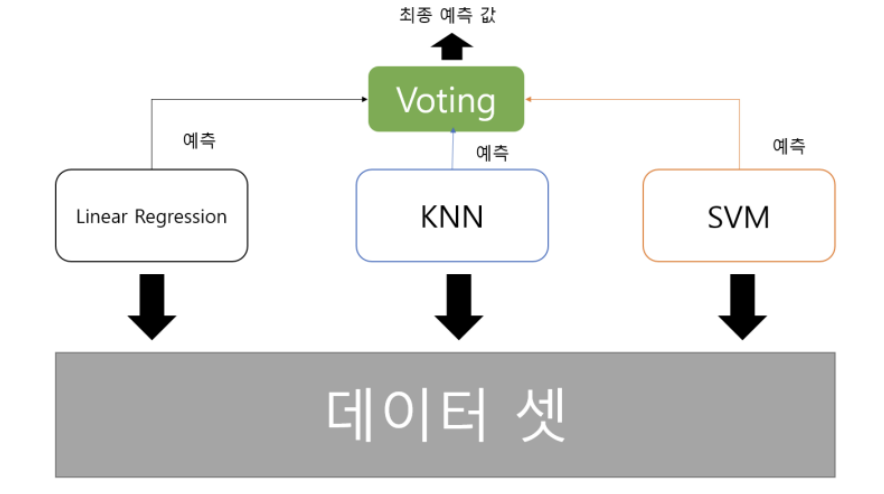 최종 예측 값
Voting
예측
예측
예측
Linear Regression
KNN
SVM
데이터 셋